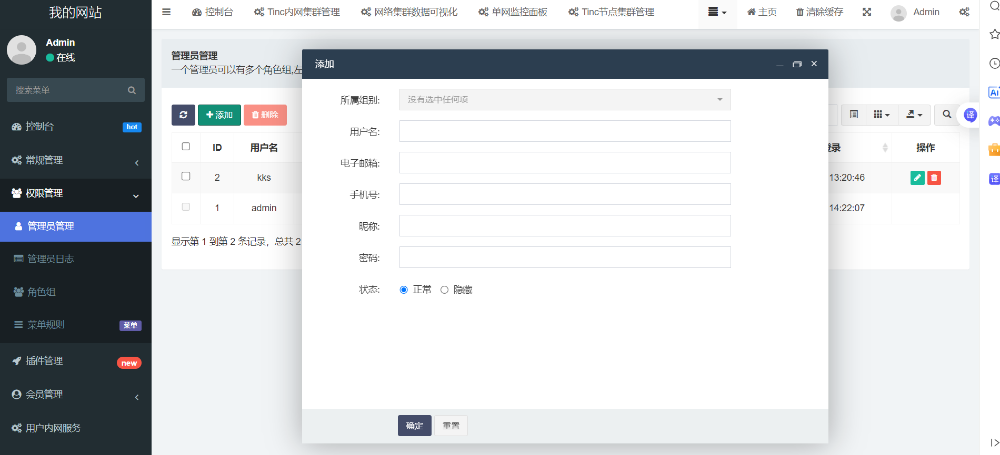 我的网站
Admin
在线
搜索菜单
控制台 hot
常规管理
权限管理
管理员管理
管理员日志
角色组
菜单规则 菜单
插件管理 new
会员管理
用户内网服务
控制台 Tinc内网集群管理 网络集群数据可视化 单网监控面板 Tinc节点集群管理 主页 清除缓存 Admin
管理员管理
一个管理员可以有多个角色组,左
添加 删除
ID 用户名 登录 操作
2 kks 13:20:46
1 admin 14:22:07
显示第 1 到第 2 条记录，总共 2
添加
所属组别: 没有选中任何项
用户名:
电子邮箱:
手机号:
昵称:
密码:
状态: 正常 隐藏
确定 重置
译
AI
译